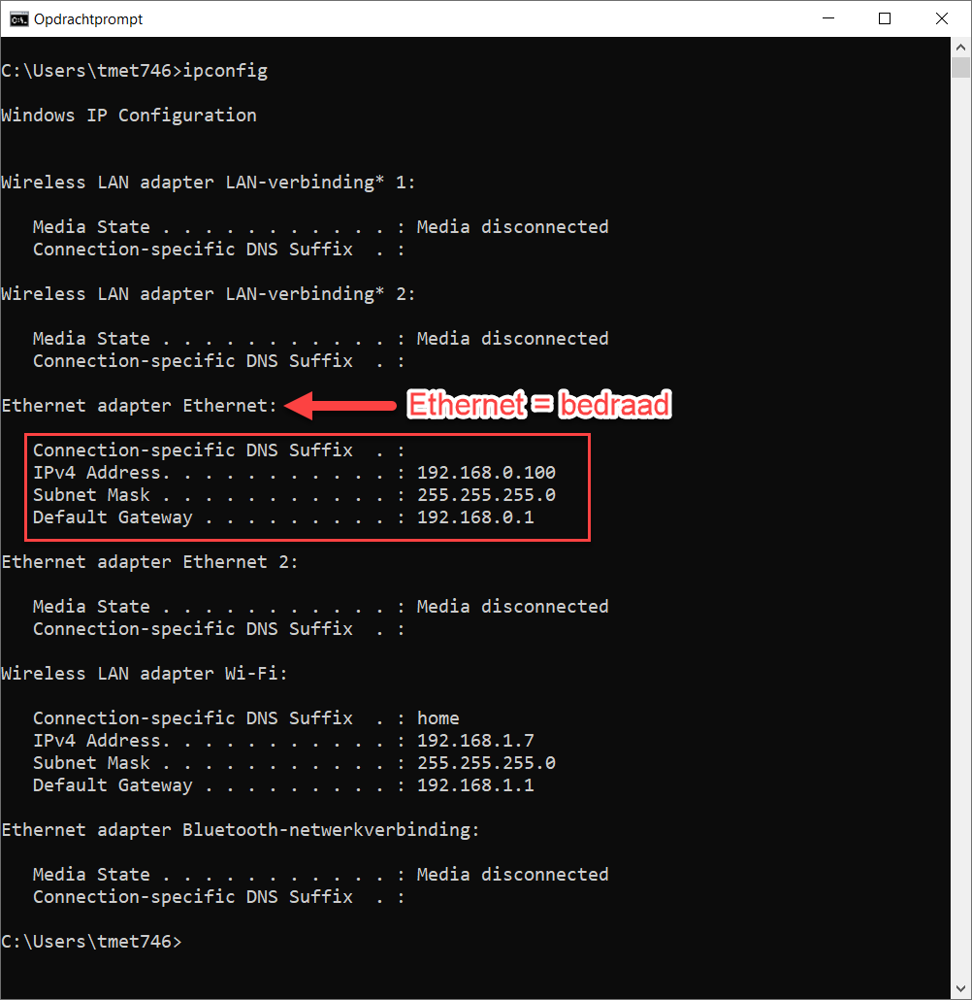 Opdrachtprompt
C:\Users\tmet746>ipconfig
Windows IP Configuration
Wireless LAN adapter LAN-verbinding* 1:
Media State . . . . . . . . . . . : Media disconnected
Connection-specific DNS Suffix  . :
Wireless LAN adapter LAN-verbinding* 2:
Media State . . . . . . . . . . . : Media disconnected
Connection-specific DNS Suffix  . :
Ethernet adapter Ethernet: Ethernet = bedraad
Connection-specific DNS Suffix  . :
IPv4 Address. . . . . . . . . . . : 192.168.0.100
Subnet Mask . . . . . . . . . . . : 255.255.255.0
Default Gateway . . . . . . . . . : 192.168.0.1
Ethernet adapter Ethernet 2:
Media State . . . . . . . . . . . : Media disconnected
Connection-specific DNS Suffix  . :
Wireless LAN adapter Wi-Fi:
Connection-specific DNS Suffix  . : home
IPv4 Address. . . . . . . . . . . : 192.168.1.7
Subnet Mask . . . . . . . . . . . : 255.255.255.0
Default Gateway . . . . . . . . . : 192.168.1.1
Ethernet adapter Bluetooth-netwerkverbinding:
Media State . . . . . . . . . . . : Media disconnected
Connection-specific DNS Suffix  . :
C:\Users\tmet746>